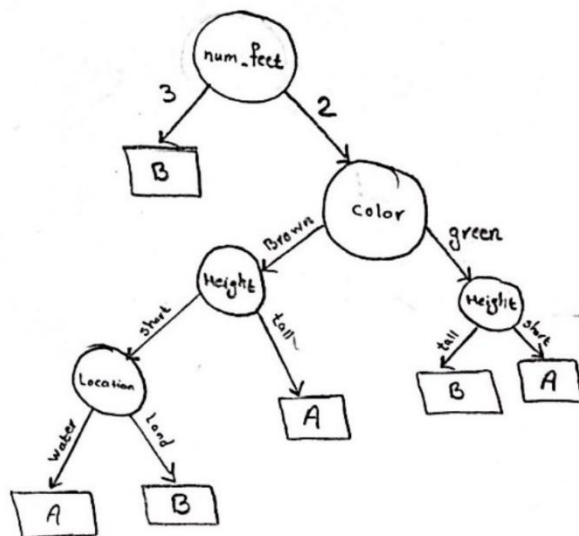 num_feet
3
2
B
color
Brown
green
Height
Height
short
tall
tall
short
Location
A
B
A
water
Land
A
B